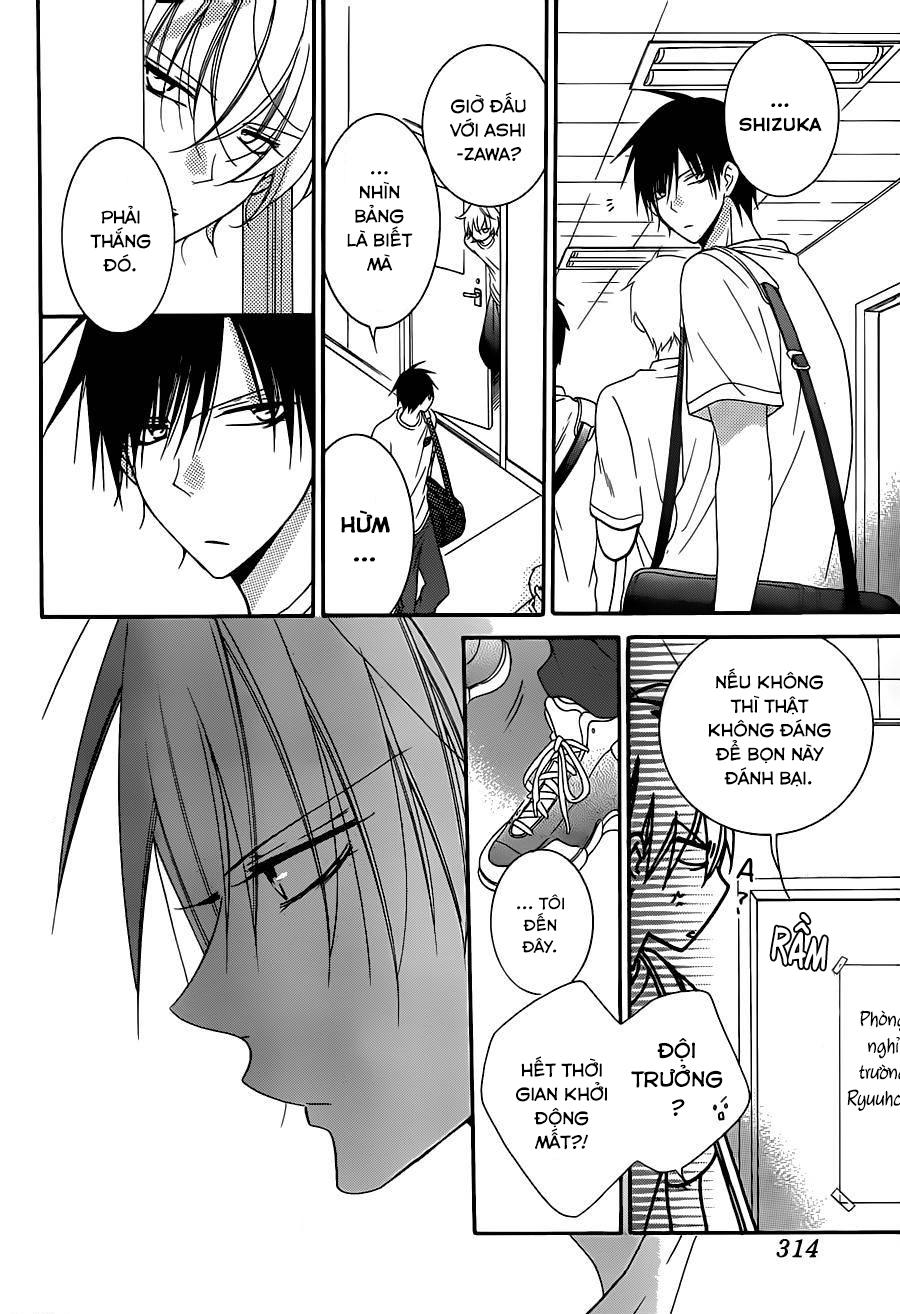 ...
SHIZUKA
GIỜ ĐẤU
VỚI ASHI
-ZAWA?
...
NHÌN
BẢNG
LÀ BIẾT
MÀ
HỪM
...
PHẢI
THẮNG
ĐÓ.
NẾU KHÔNG
THÌ THẬT
KHÔNG ĐÁNG
ĐỂ BỌN NÀY
ĐÁNH BẠI.
A
?
RẦM
Phòng
nghỉ
trường
Ryuuho
ĐỘI
TRƯỞNG
?
... TÔI
ĐẾN
ĐÂY.
HẾT THỜI
GIAN KHỞI
ĐỘNG
MẤT?!
314